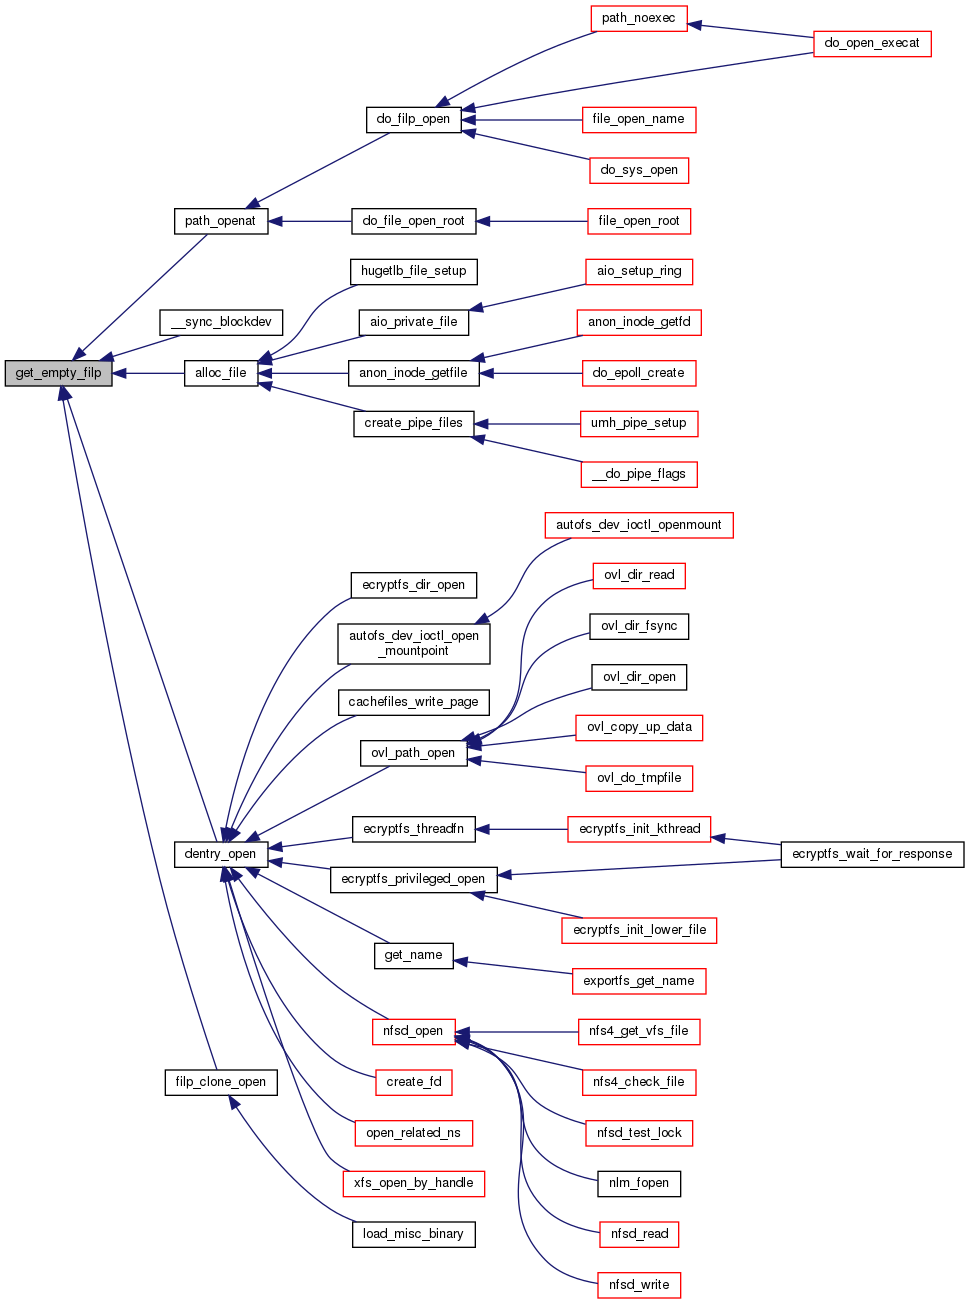 path_noexec
do_open_execat
do_filp_open
file_open_name
do_sys_open
path_openat
do_file_open_root
file_open_root
hugetlb_file_setup
aio_setup_ring
__sync_blockdev
aio_private_file
anon_inode_getfd
get_empty_filp
alloc_file
anon_inode_getfile
do_epoll_create
create_pipe_files
umh_pipe_setup
__do_pipe_flags
autofs_dev_ioctl_openmount
ecryptfs_dir_open
ovl_dir_read
autofs_dev_ioctl_open
_mountpoint
ovl_dir_fsync
ovl_dir_open
cachefiles_write_page
ovl_copy_up_data
ovl_path_open
ovl_do_tmpfile
ecryptfs_threadfn
ecryptfs_init_kthread
dentry_open
ecryptfs_wait_for_response
ecryptfs_privileged_open
ecryptfs_init_lower_file
get_name
exportfs_get_name
nfsd_open
nfs4_get_vfs_file
filp_clone_open
create_fd
nfs4_check_file
open_related_ns
nfsd_test_lock
xfs_open_by_handle
nlm_fopen
load_misc_binary
nfsd_read
nfsd_write